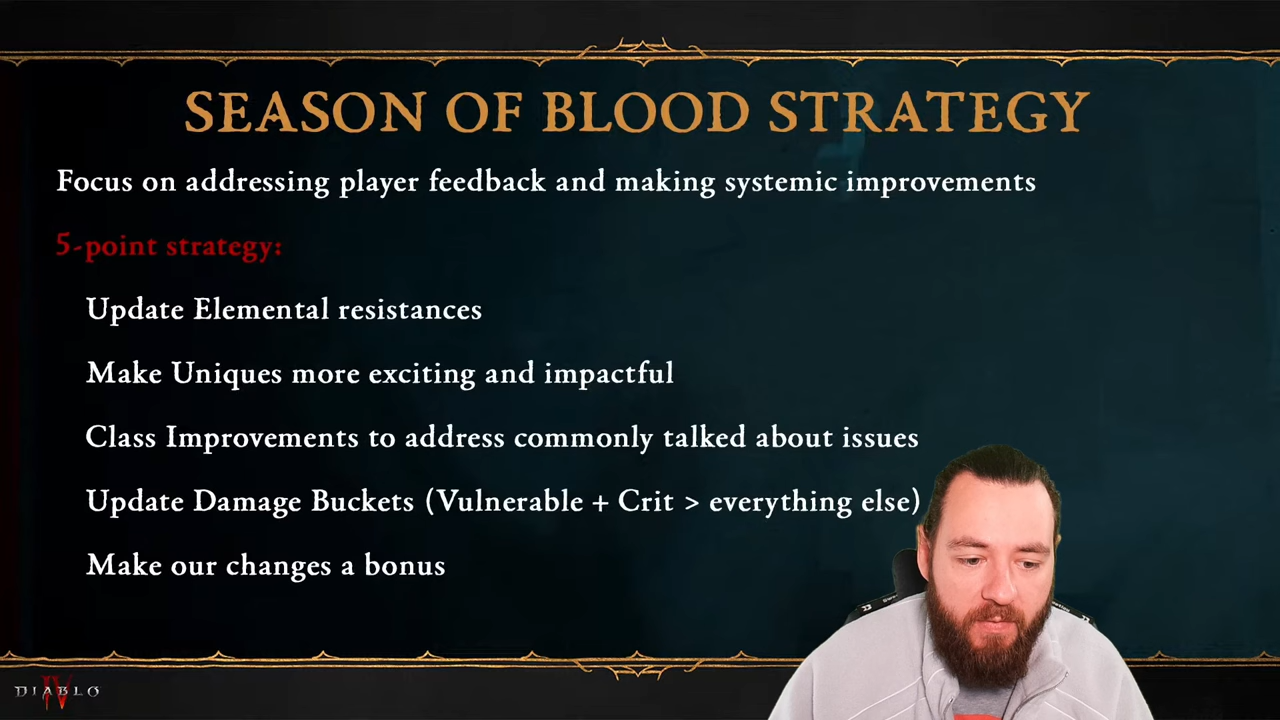 SEASON OF BLOOD STRATEGY
Focus on addressing player feedback and making systemic improvements
5-point strategy:
Update Elemental resistances
Make Uniques more exciting and impactful
Class Improvements to address commonly talked about issues
Update Damage Buckets (Vulnerable + Crit > everything else)
Make our changes a bonus
DIABLO
IV